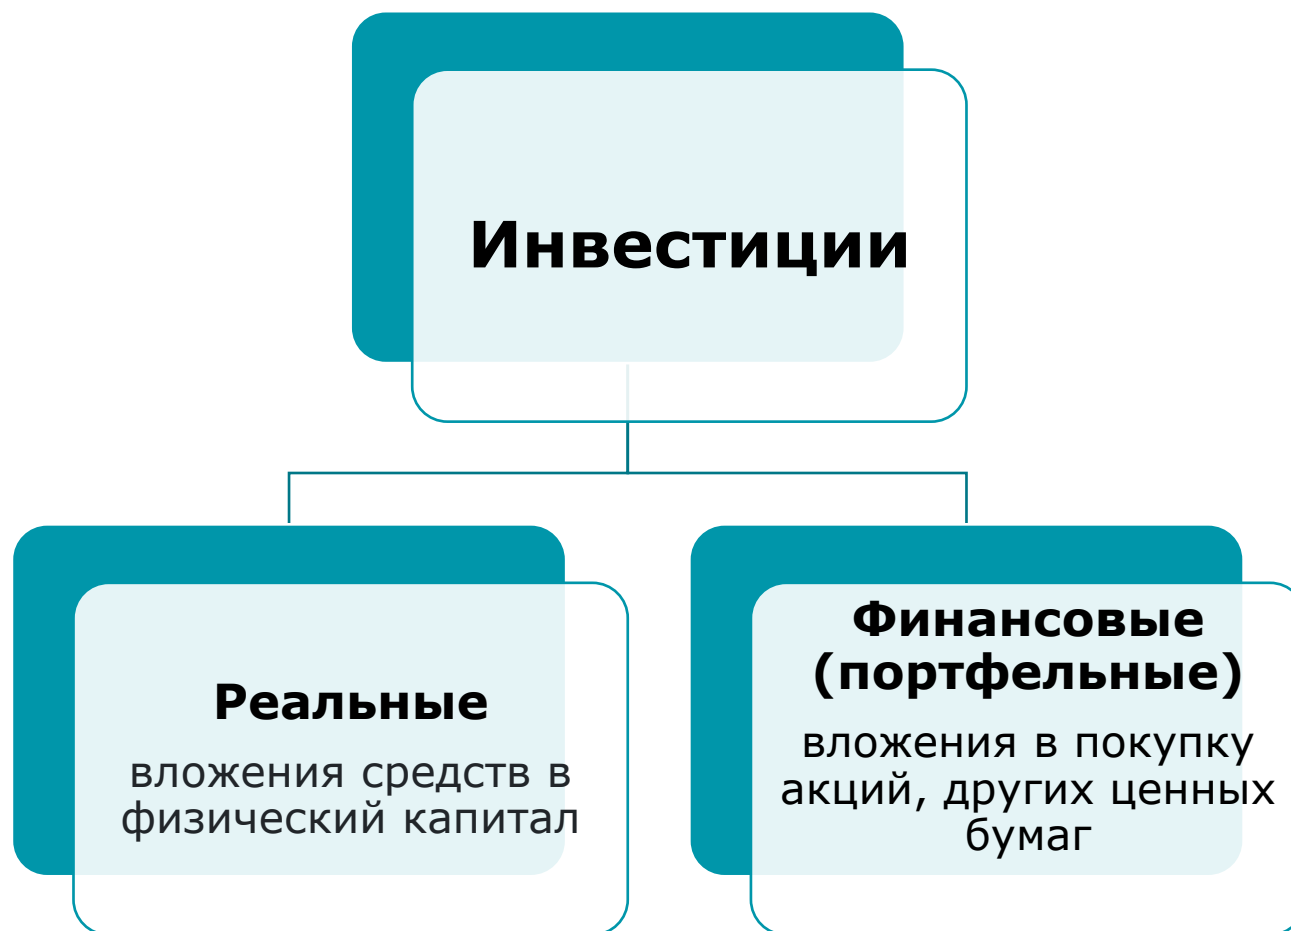 Инвестиции
Реальные
вложения средств в
физический капитал
Финансовые
(портфельные)
вложения в покупку
акций, других ценных
бумаг